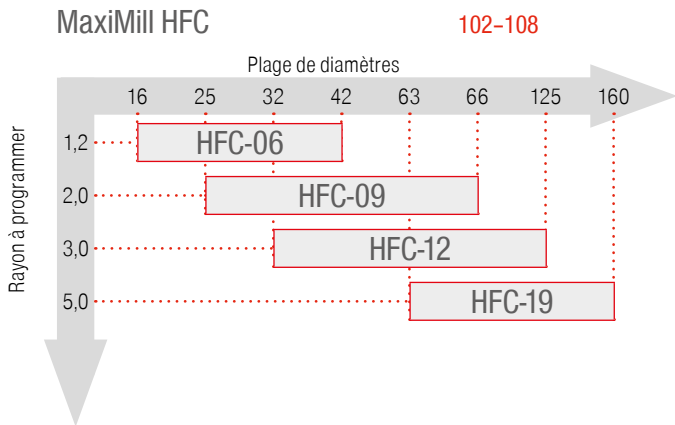 MaxiMill HFC 102–108
Plage de diamètres
16 25 32 42 63 66 125 160
Rayon à programmer
1,2 HFC-06
2,0 HFC-09
3,0 HFC-12
5,0 HFC-19